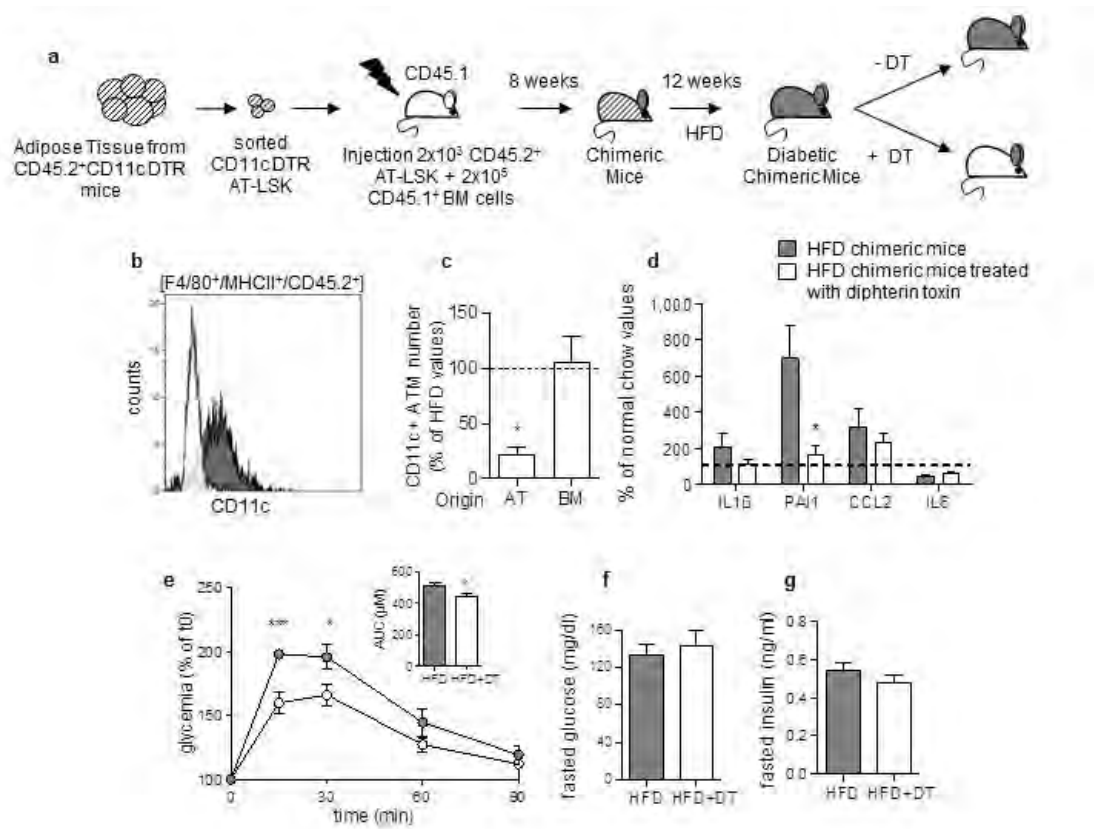 a
CD45.1
8 weeks
12 weeks
HFD
- DT
+ DT
Adipose Tissue from
CD45.2⁺CD11cDTR
mice
sorted
CD11cDTR
AT-LSK
Injection 2x10³ CD45.2⁺
AT-LSK + 2x10⁵
CD45.1⁺ BM cells
Chimeric
Mice
Diabetic
Chimeric Mice
HFD chimeric mice
HFD chimeric mice treated
with diphterin toxin
b
[F4/80⁺/MHCII⁺/CD45.2⁺]
counts
CD11c
c
CD11c+ ATM number
(% of HFD values)
150
100
50
0
*
Origin AT BM
d
% of normal chow values
1,000
800
600
400
200
0
*
PAI1 CCL2
e
glycemia (% of t0)
250
200
150
100
*** *
0 30 60 90
time (min)
AUC (µM)
600
400
200
0
*
HFD HFD+DT
f
fasted glucose (mg/dl)
160
120
80
40
0
HFD HFD+DT
g
fasted insulin (ng/ml)
0.8
0.6
0.4
0.2
0.0
HFD HFD+DT